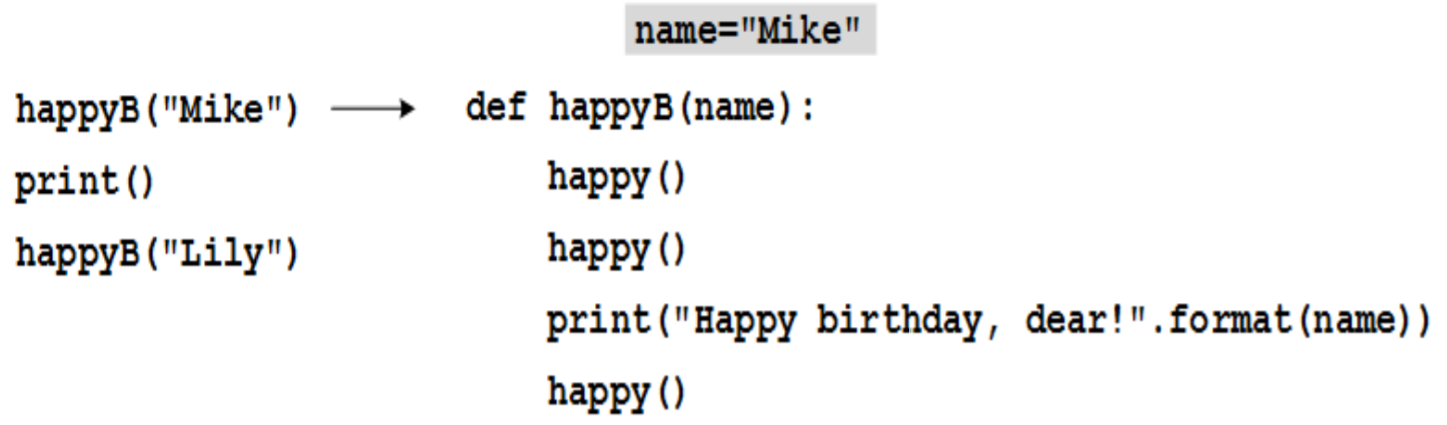 name="Mike"
happyB("Mike")
print()
happyB("Lily")
def happyB(name):
happy()
happy()
print("Happy birthday, dear!".format(name))
happy()